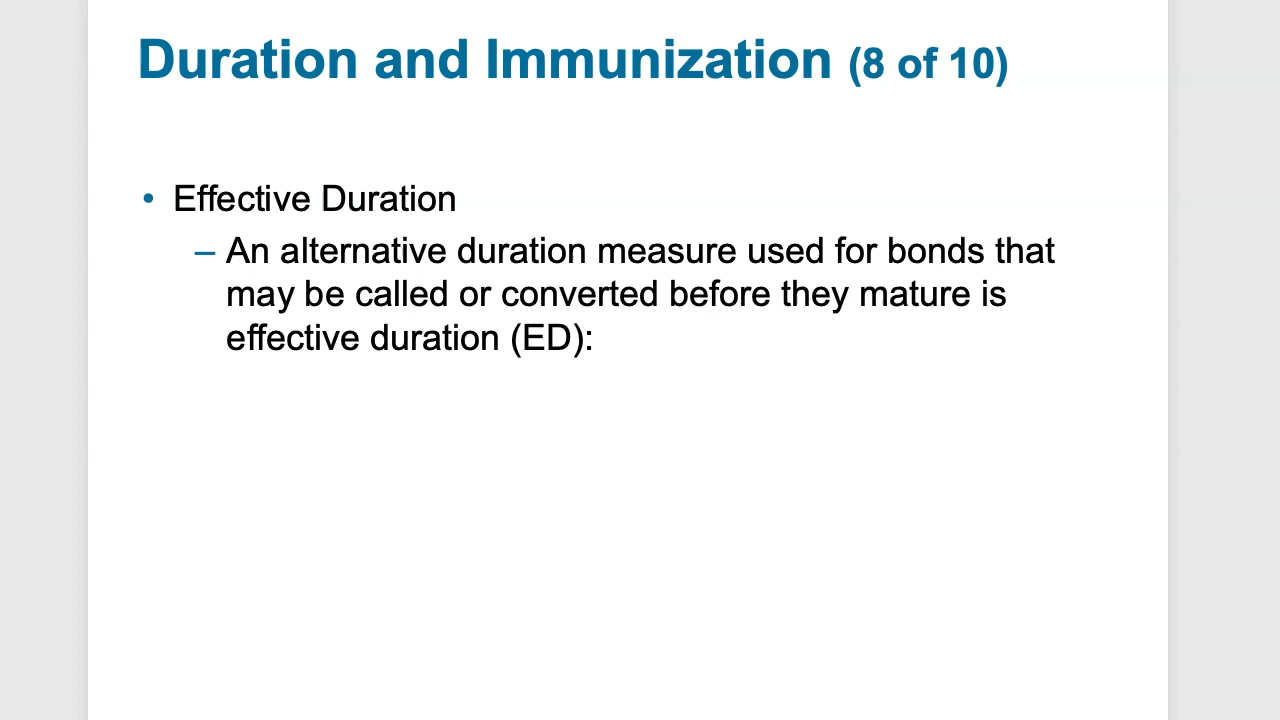 Duration and Immunization (8 of 10)
• Effective Duration
– An alternative duration measure used for bonds that
may be called or converted before they mature is
effective duration (ED):